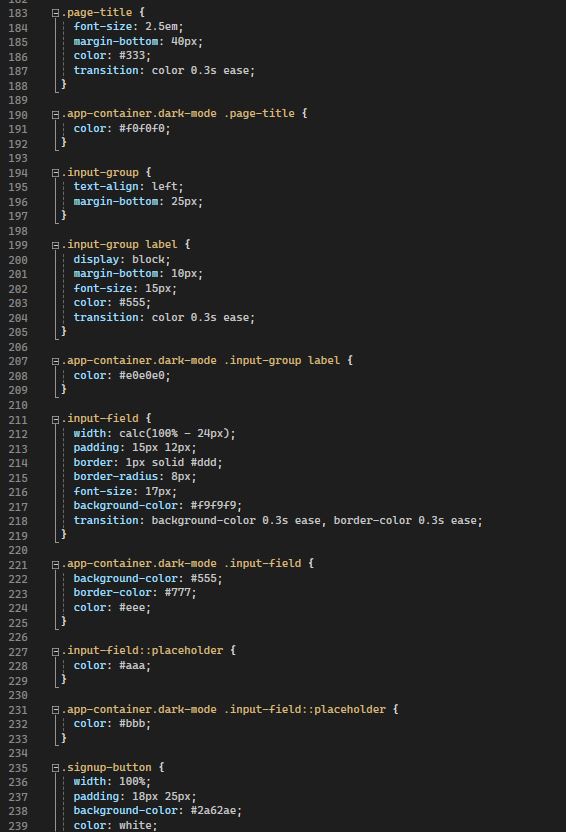 182
183 .page-title {
184 font-size: 2.5em;
185 margin-bottom: 40px;
186 color: #333;
187 transition: color 0.3s ease;
188 }
189
190 .app-container.dark-mode .page-title {
191 color: #f0f0f0;
192 }
193
194 .input-group {
195 text-align: left;
196 margin-bottom: 25px;
197 }
198
199 .input-group label {
200 display: block;
201 margin-bottom: 10px;
202 font-size: 15px;
203 color: #555;
204 transition: color 0.3s ease;
205 }
206
207 .app-container.dark-mode .input-group label {
208 color: #e0e0e0;
209 }
210
211 .input-field {
212 width: calc(100% - 24px);
213 padding: 15px 12px;
214 border: 1px solid #ddd;
215 border-radius: 8px;
216 font-size: 17px;
217 background-color: #f9f9f9;
218 transition: background-color 0.3s ease, border-color 0.3s ease;
219 }
220
221 .app-container.dark-mode .input-field {
222 background-color: #555;
223 border-color: #777;
224 color: #eee;
225 }
226
227 .input-field::placeholder {
228 color: #aaa;
229 }
230
231 .app-container.dark-mode .input-field::placeholder {
232 color: #bbb;
233 }
234
235 .signup-button {
236 width: 100%;
237 padding: 18px 25px;
238 background-color: #2a62ae;
239 color: white;